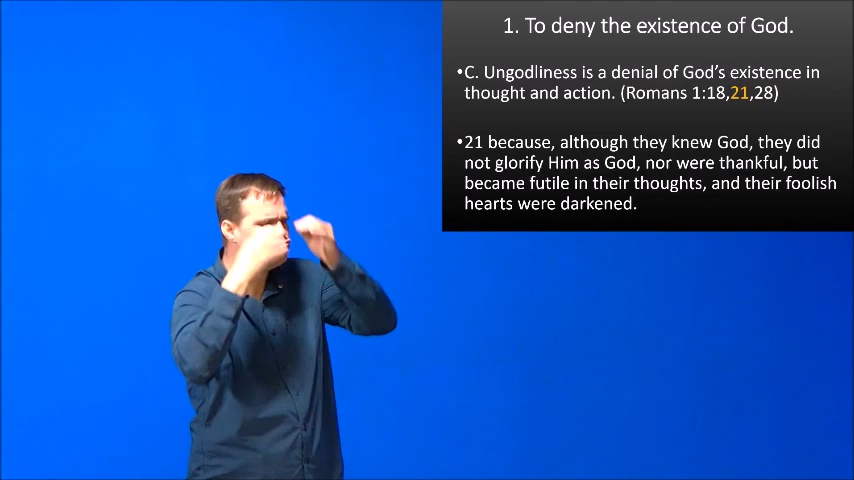 1. To deny the existence of God.
•C. Ungodliness is a denial of God's existence in
thought and action. (Romans 1:18,21,28)
•21 because, although they knew God, they did
not glorify Him as God, nor were thankful, but
became futile in their thoughts, and their foolish
hearts were darkened.